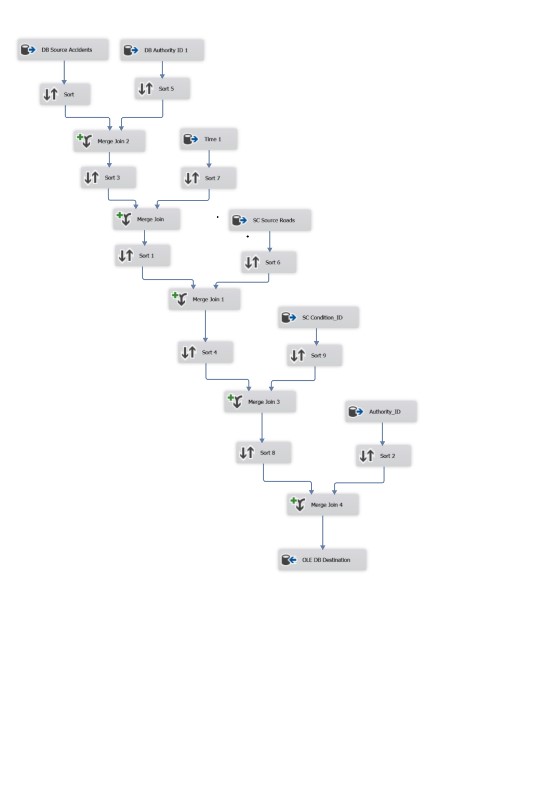 DB Source Accidents
DB Authority ID 1
Sort
Sort 5
Merge Join 2
Time 1
Sort 3
Sort 7
Merge Join
SC Source Roads
Sort 1
Sort 6
Merge Join 1
SC Condition_ID
Sort 4
Sort 9
Merge Join 3
Authority_ID
Sort 8
Sort 2
Merge Join 4
OLE DB Destination